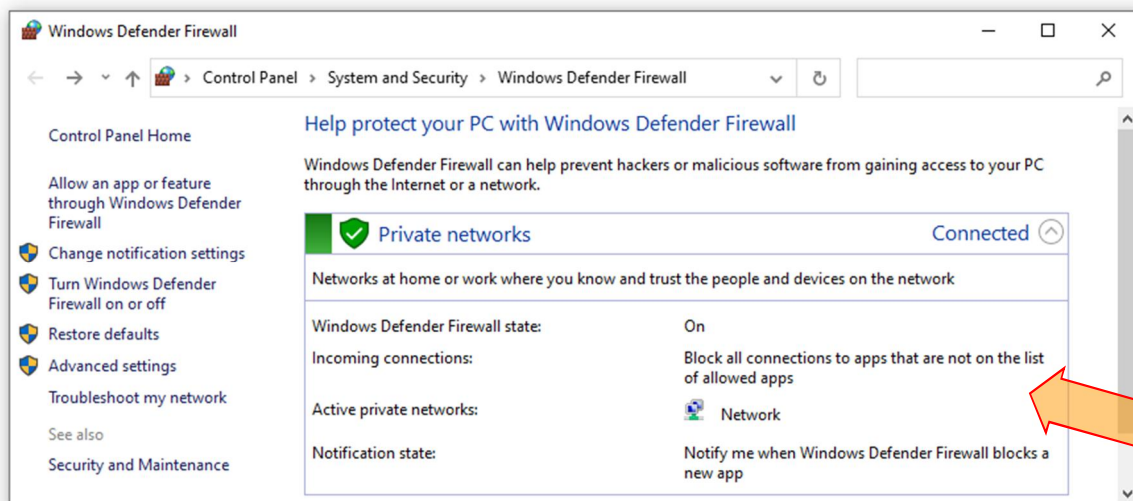 Windows Defender Firewall
Control Panel > System and Security > Windows Defender Firewall
Control Panel Home
Allow an app or feature
through Windows Defender
Firewall
Change notification settings
Turn Windows Defender
Firewall on or off
Restore defaults
Advanced settings
Troubleshoot my network
See also
Security and Maintenance
Help protect your PC with Windows Defender Firewall
Windows Defender Firewall can help prevent hackers or malicious software from gaining access to your PC
through the Internet or a network.
Private networks
Connected
Networks at home or work where you know and trust the people and devices on the network
Windows Defender Firewall state: On
Incoming connections: Block all connections to apps that are not on the list
of allowed apps
Active private networks: Network
Notification state: Notify me when Windows Defender Firewall blocks a
new app